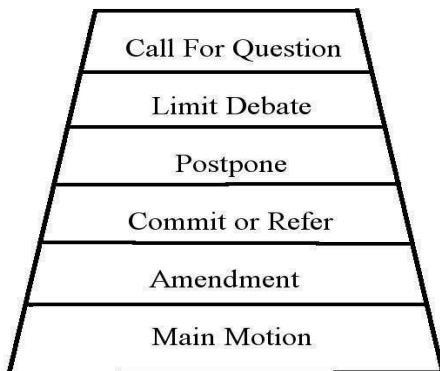 Call For Question
Limit Debate
Postpone
Commit or Refer
Amendment
Main Motion